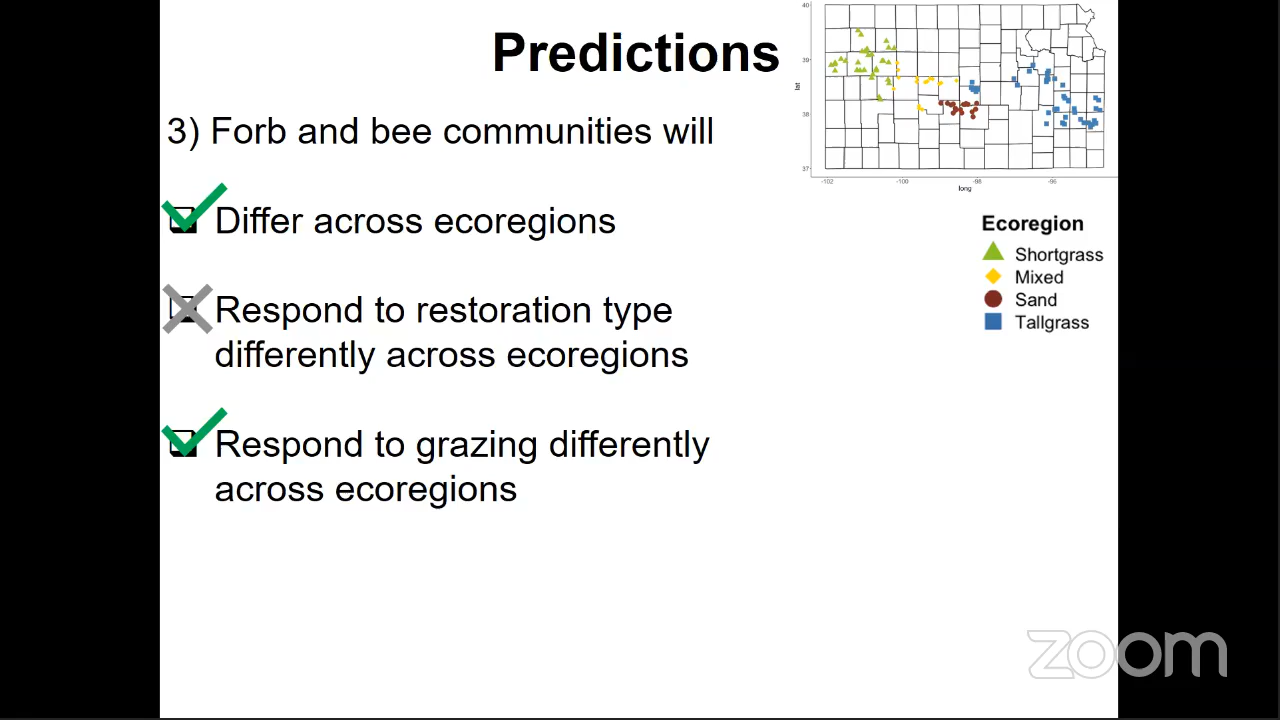 Predictions
3) Forb and bee communities will
Differ across ecoregions
Respond to restoration type
differently across ecoregions
Respond to grazing differently
across ecoregions
40
39
38
37
lat
-102
-100
-98
-96
long
Ecoregion
Shortgrass
Mixed
Sand
Tallgrass
zoom